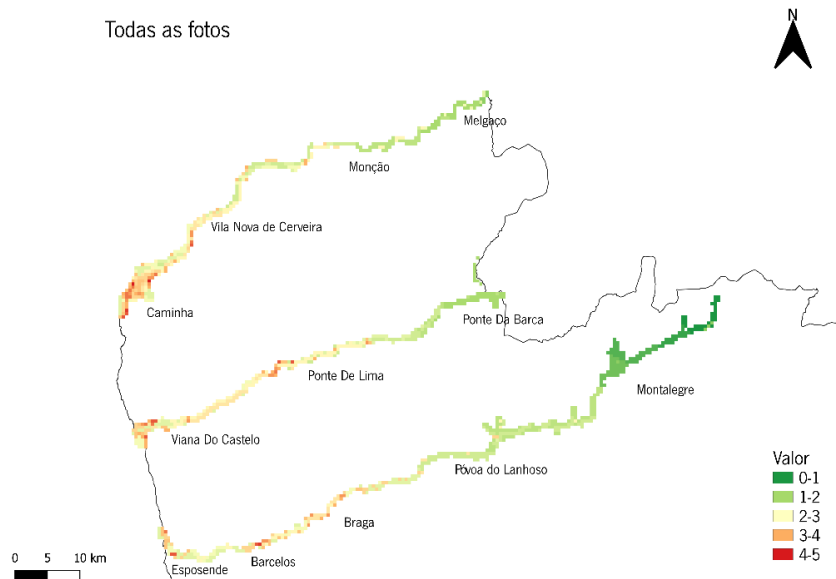 Todas as fotos
N
Melgaço
Monção
Vila Nova de Cerveira
Caminha
Ponte Da Barca
Ponte De Lima
Montalegre
Viana Do Castelo
Póvoa do Lanhoso
Braga
Barcelos
Esposende
Valor
0-1
1-2
2-3
3-4
4-5
0 5 10 km